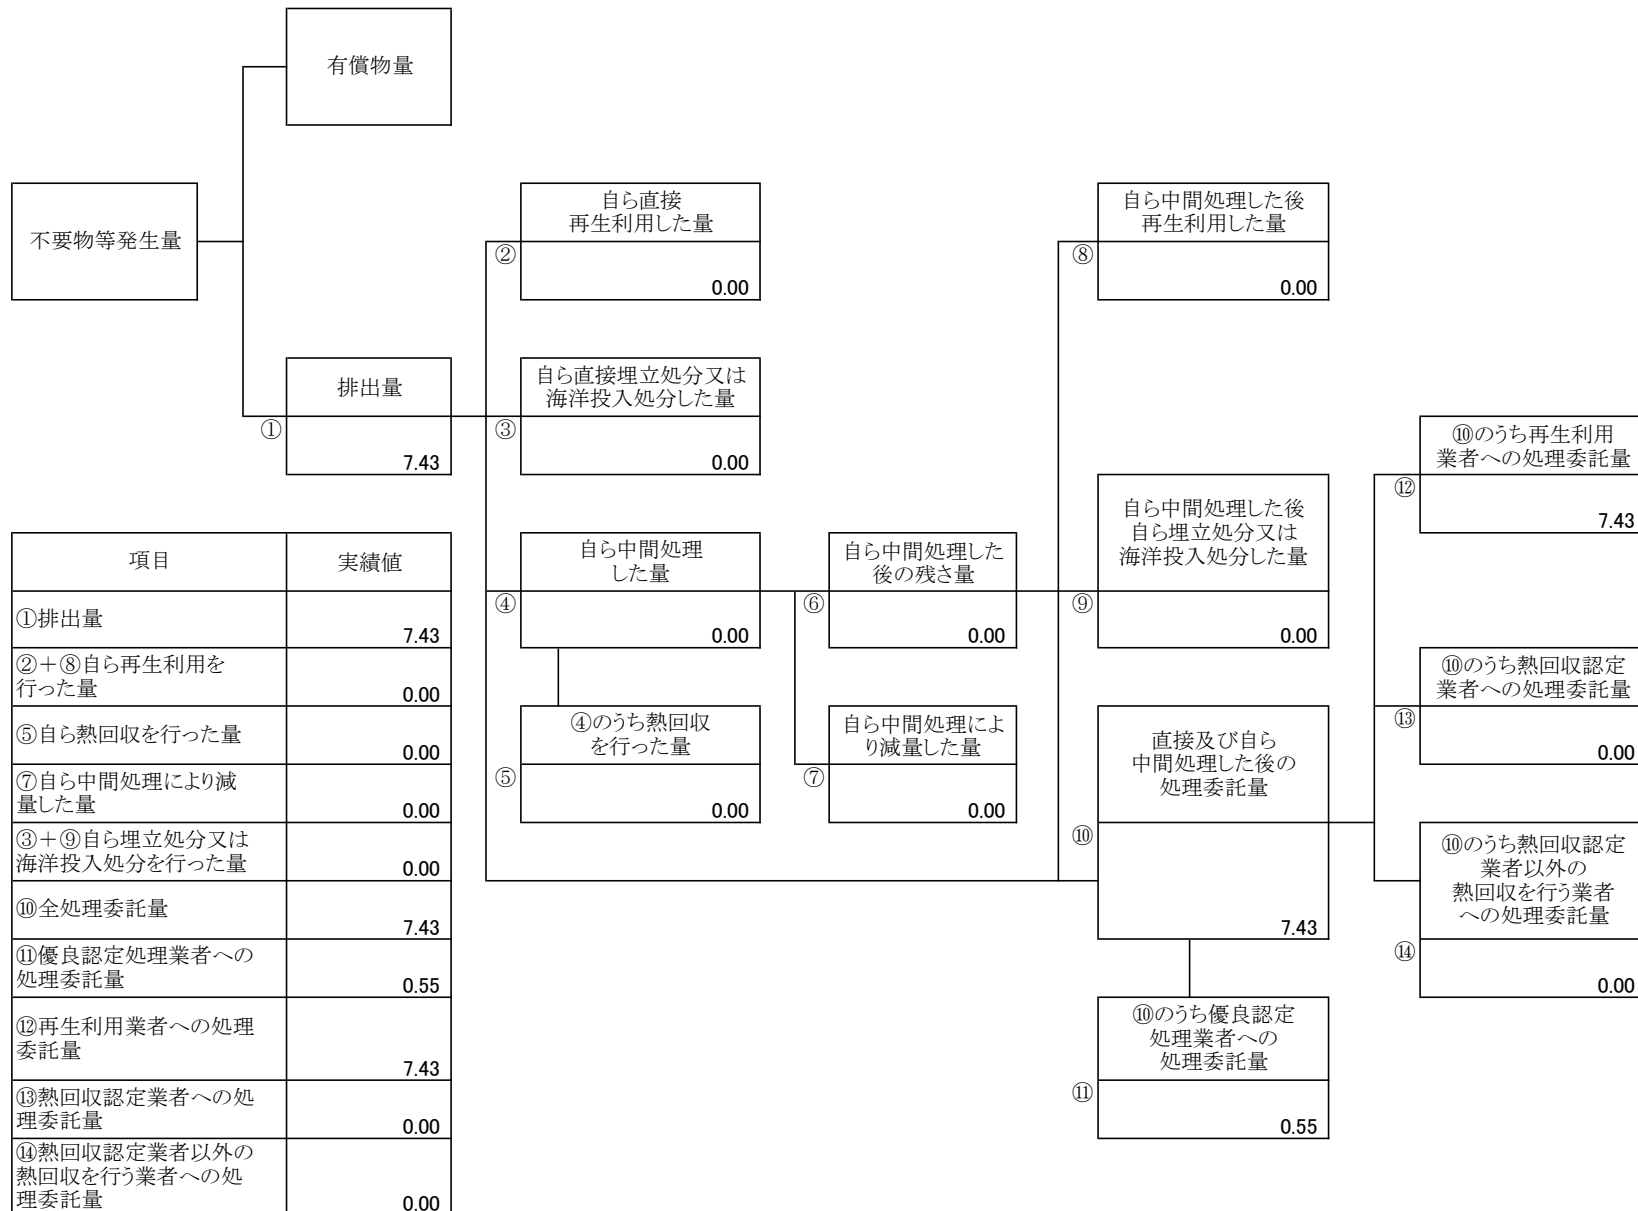 有償物量
不要物等発生量
排出量
①
7.43
自ら直接
再生利用した量
②
0.00
自ら直接埋立処分又は
海洋投入処分した量
③
0.00
自ら中間処理
した量
④
0.00
④のうち熱回収
を行った量
⑤
0.00
自ら中間処理した
後の残さ量
⑥
0.00
自ら中間処理によ
り減量した量
⑦
0.00
自ら中間処理した後
再生利用した量
⑧
0.00
自ら中間処理した後
自ら埋立処分又は
海洋投入処分した量
⑨
0.00
直接及び自ら
中間処理した後の
処理委託量
⑩
7.43
⑩のうち優良認定
処理業者への
処理委託量
⑪
0.55
⑩のうち再生利用
業者への処理委託量
⑫
7.43
⑩のうち熱回収認定
業者への処理委託量
⑬
0.00
⑩のうち熱回収認定
業者以外の
熱回収を行う業者
への処理委託量
⑭
0.00
項目 実績値
①排出量
7.43
②+⑧自ら再生利用を
行った量
0.00
⑤自ら熱回収を行った量
0.00
⑦自ら中間処理により減
量した量
0.00
③+⑨自ら埋立処分又は
海洋投入処分を行った量
0.00
⑩全処理委託量
7.43
⑪優良認定処理業者への
処理委託量
0.55
⑫再生利用業者への処理
委託量
7.43
⑬熱回収認定業者への処
理委託量
0.00
⑭熱回収認定業者以外の
熱回収を行う業者への処
理委託量
0.00